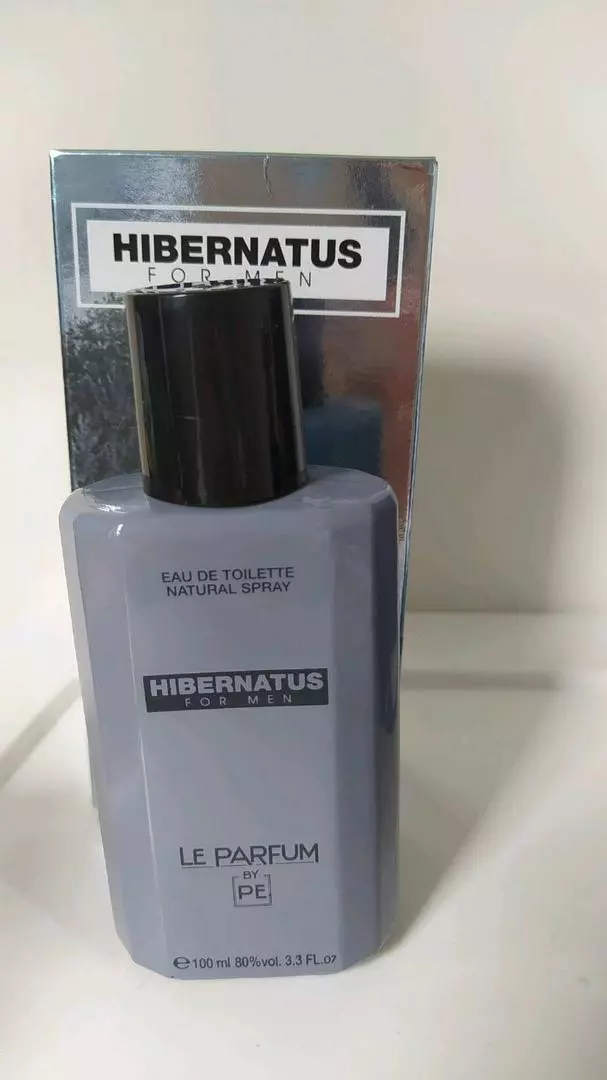 HIBERNATUS
FOR MEN
EAU DE TOILETTE
NATURAL SPRAY
HIBERNATUS
FOR MEN
LE PARFUM
BY
PE
℮ 100 ml 80%vol. 3.3 FL.oz